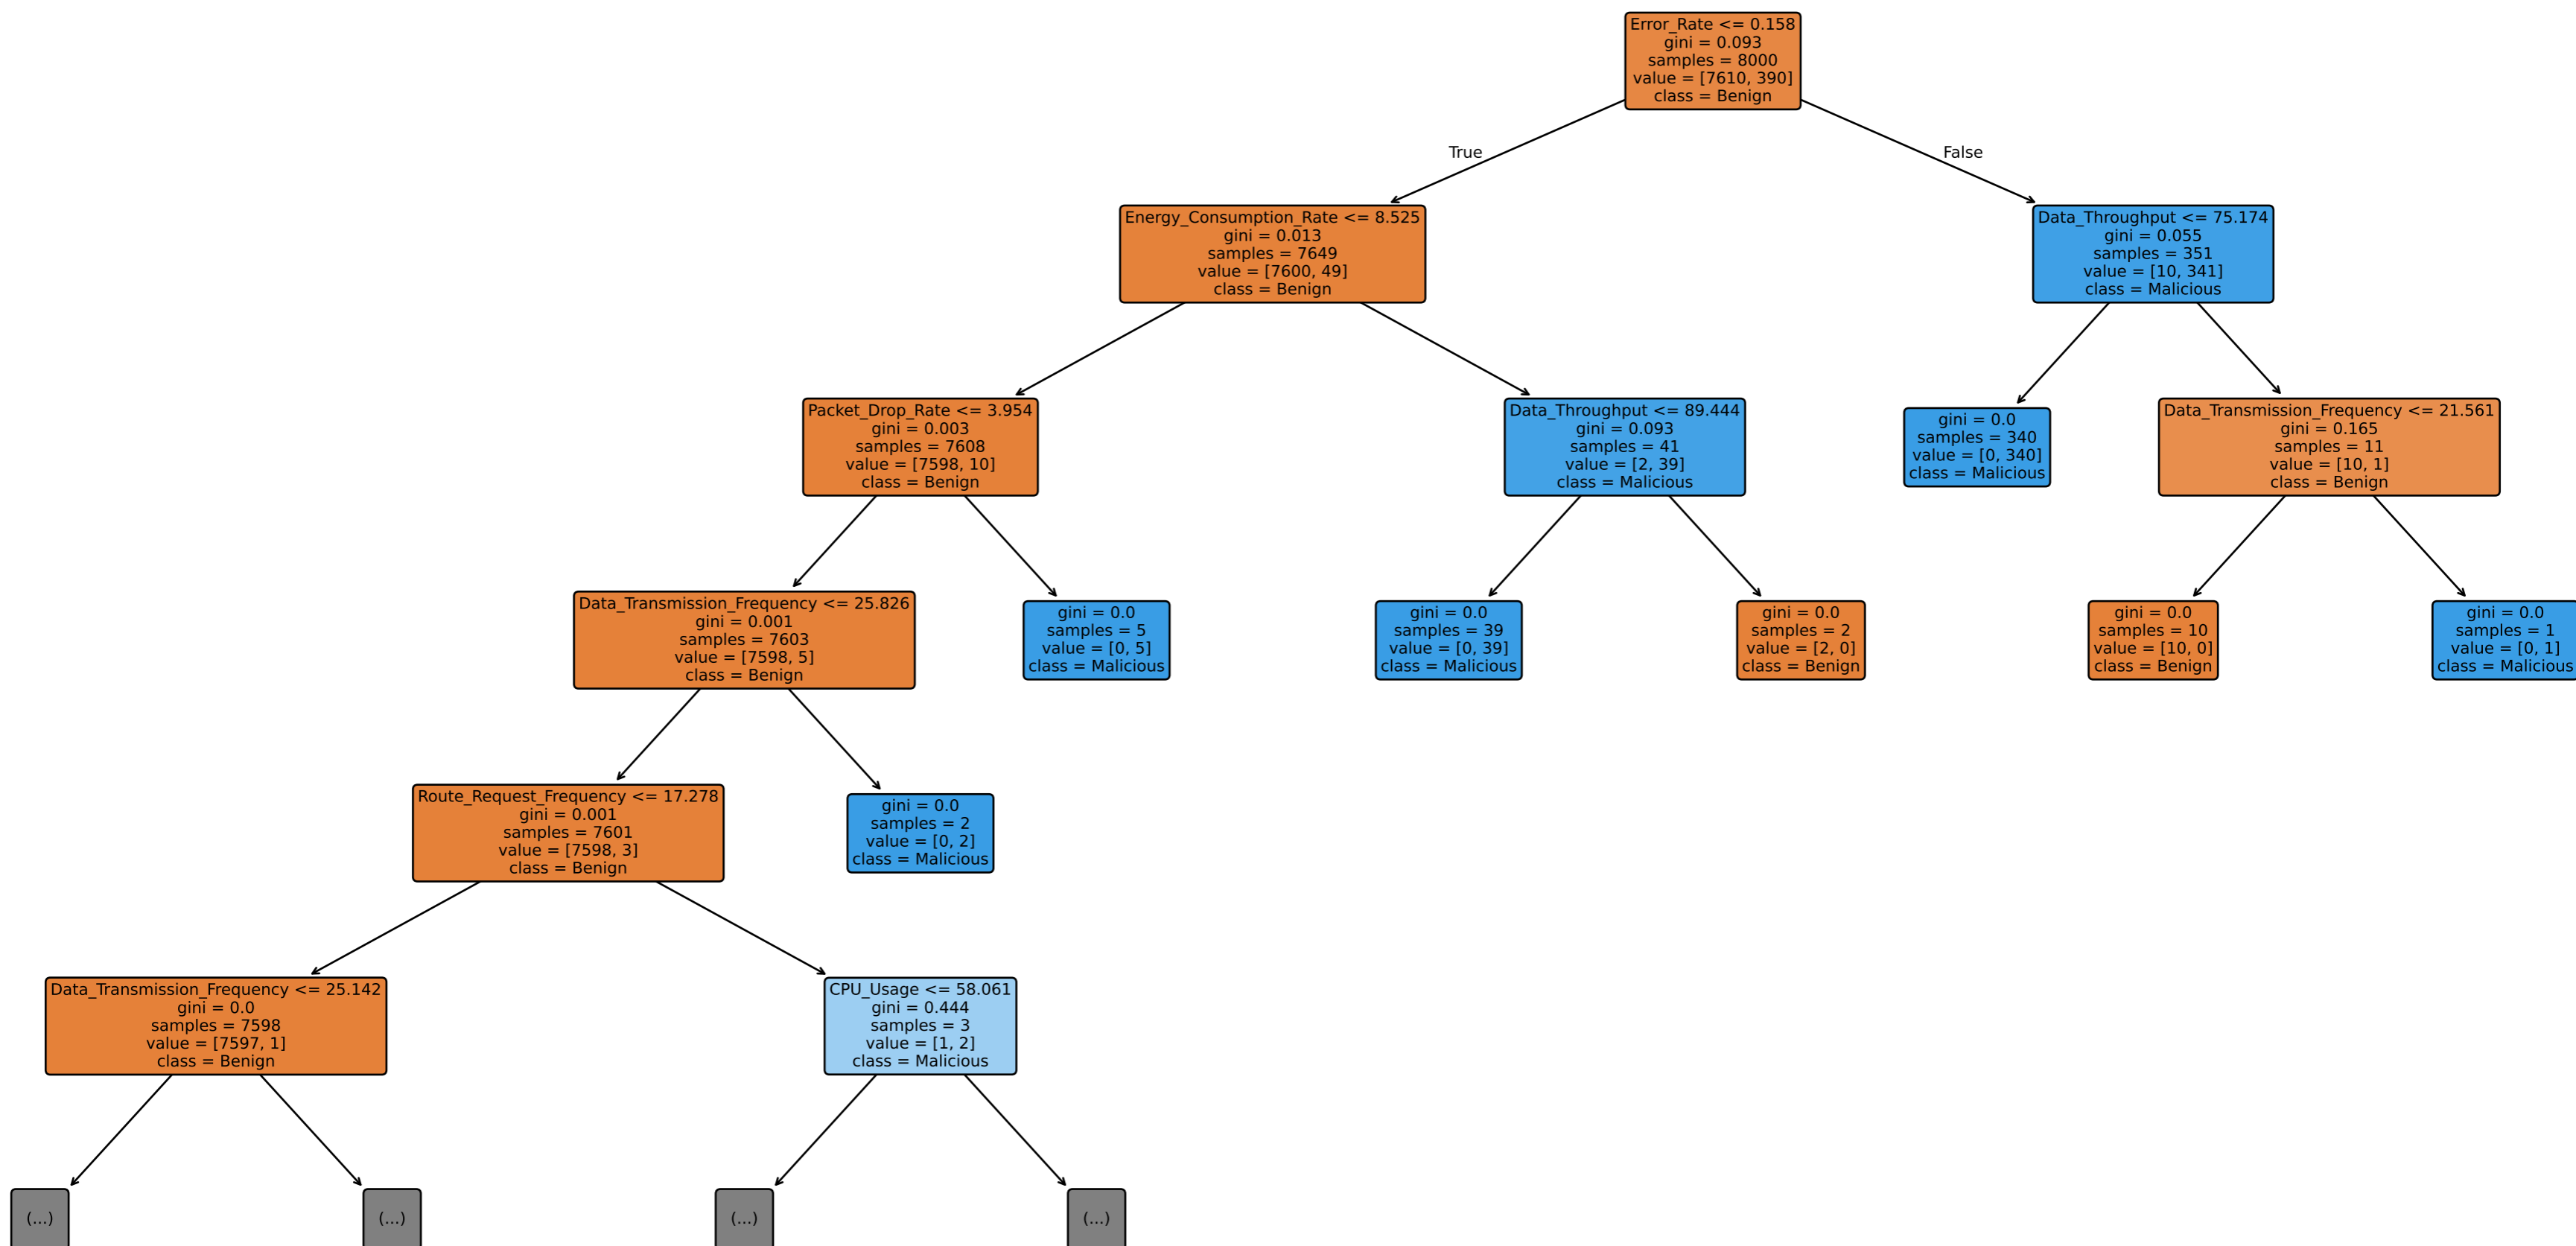 Error_Rate <= 0.158
gini = 0.093
samples = 8000
value = [7610, 390]
class = Benign
True
False
Energy_Consumption_Rate <= 8.525
gini = 0.013
samples = 7649
value = [7600, 49]
class = Benign
Data_Throughput <= 75.174
gini = 0.055
samples = 351
value = [10, 341]
class = Malicious
Packet_Drop_Rate <= 3.954
gini = 0.003
samples = 7608
value = [7598, 10]
class = Benign
Data_Throughput <= 89.444
gini = 0.093
samples = 41
value = [2, 39]
class = Malicious
gini = 0.0
samples = 340
value = [0, 340]
class = Malicious
Data_Transmission_Frequency <= 21.561
gini = 0.165
samples = 11
value = [10, 1]
class = Benign
Data_Transmission_Frequency <= 25.826
gini = 0.001
samples = 7603
value = [7598, 5]
class = Benign
gini = 0.0
samples = 5
value = [0, 5]
class = Malicious
gini = 0.0
samples = 39
value = [0, 39]
class = Malicious
gini = 0.0
samples = 2
value = [2, 0]
class = Benign
gini = 0.0
samples = 10
value = [10, 0]
class = Benign
gini = 0.0
samples = 1
value = [0, 1]
class = Malicious
Route_Request_Frequency <= 17.278
gini = 0.001
samples = 7601
value = [7598, 3]
class = Benign
gini = 0.0
samples = 2
value = [0, 2]
class = Malicious
Data_Transmission_Frequency <= 25.142
gini = 0.0
samples = 7598
value = [7597, 1]
class = Benign
CPU_Usage <= 58.061
gini = 0.444
samples = 3
value = [1, 2]
class = Malicious
(...)
(...)
(...)
(...)